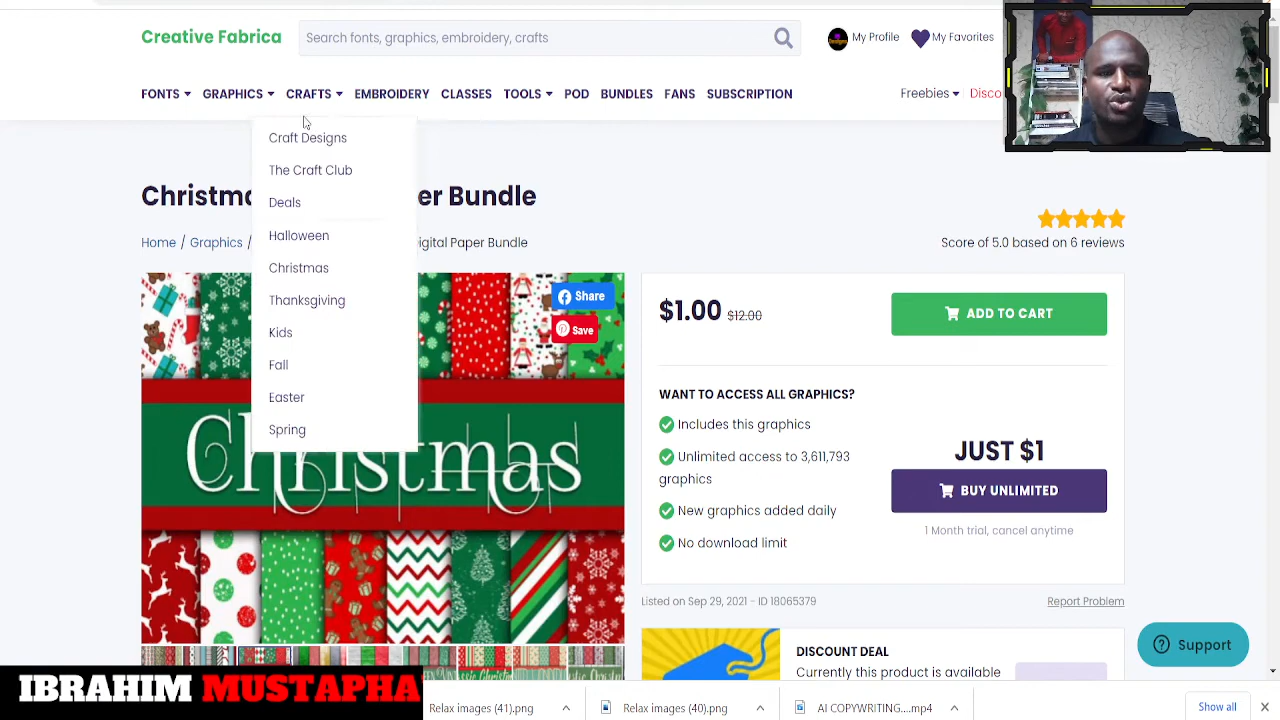 Creative Fabrica
Search fonts, graphics, embroidery, crafts
My Profile
My Favorites
FONTS
GRAPHICS
CRAFTS
EMBROIDERY
CLASSES
TOOLS
POD
BUNDLES
FANS
SUBSCRIPTION
Freebies
Disco
Craft Designs
The Craft Club
Deals
Halloween
Christmas
Thanksgiving
Kids
Fall
Easter
Spring
Christma er Bundle
Home / Graphics / igital Paper Bundle
Score of 5.0 based on 6 reviews
Share
Save
Christmas
$1.00 $12.00
ADD TO CART
WANT TO ACCESS ALL GRAPHICS?
Includes this graphics
Unlimited access to 3,611,793
graphics
New graphics added daily
No download limit
JUST $1
BUY UNLIMITED
1 Month trial, cancel anytime
Listed on Sep 29, 2021 - ID 18065379
Report Problem
DISCOUNT DEAL
Currently this product is available
Support
IBRAHIM MUSTAPHA
Relax images (41).png
Relax images (40).png
AI COPYWRITING....mp4
Show all